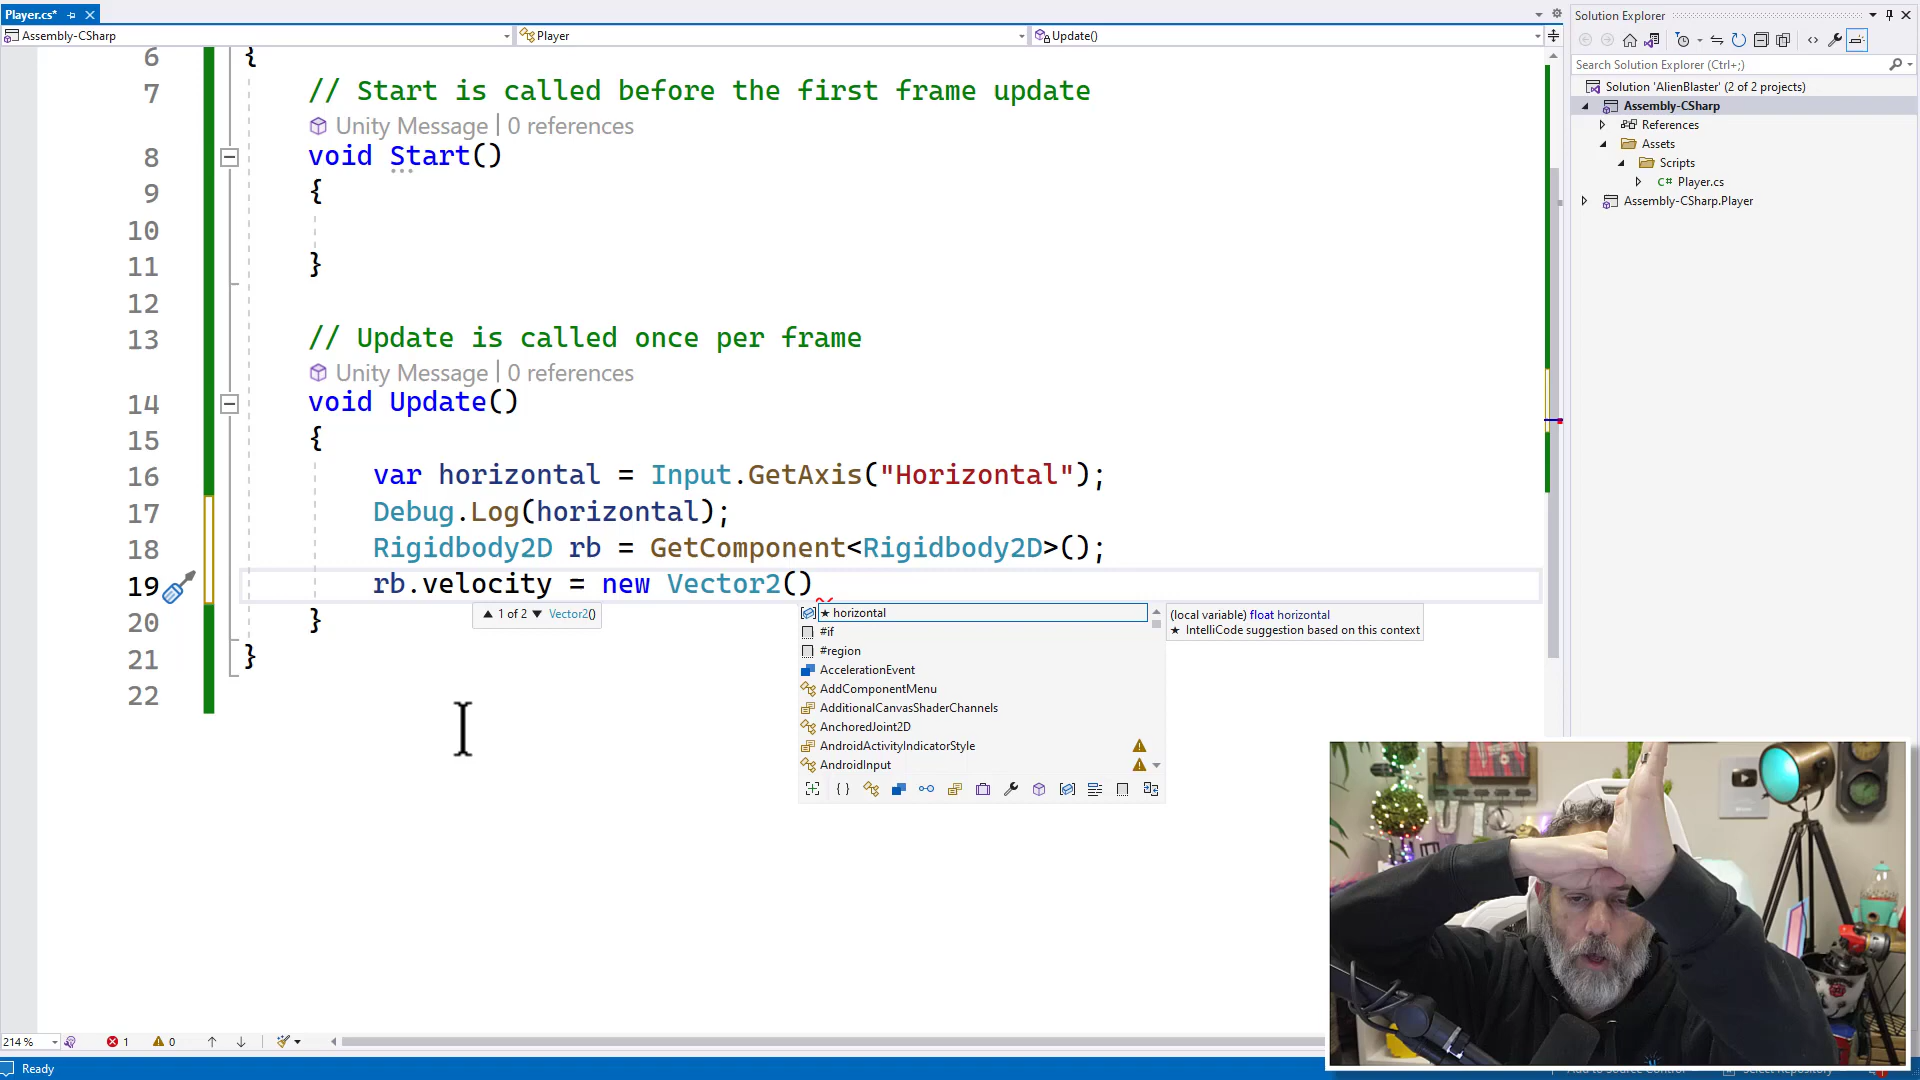 Player.cs*
Assembly-CSharp
Player
Update()
6 {
7 // Start is called before the first frame update
Unity Message | 0 references
8 void Start()
9 {
10
11 }
12
13 // Update is called once per frame
Unity Message | 0 references
14 void Update()
15 {
16 var horizontal = Input.GetAxis("Horizontal");
17 Debug.Log(horizontal);
18 Rigidbody2D rb = GetComponent<Rigidbody2D>();
19 rb.velocity = new Vector2()
20 }
21 }
22
▲ 1 of 2 ▼ Vector2()
★ horizontal
#if
#region
AccelerationEvent
AddComponentMenu
AdditionalCanvasShaderChannels
AnchoredJoint2D
AndroidActivityIndicatorStyle
AndroidInput
(local variable) float horizontal
★ IntelliCode suggestion based on this context
Solution Explorer
Search Solution Explorer (Ctrl+;)
Solution 'AlienBlaster' (2 of 2 projects)
Assembly-CSharp
References
Assets
Scripts
C# Player.cs
Assembly-CSharp.Player
214 %
1
0
Ready